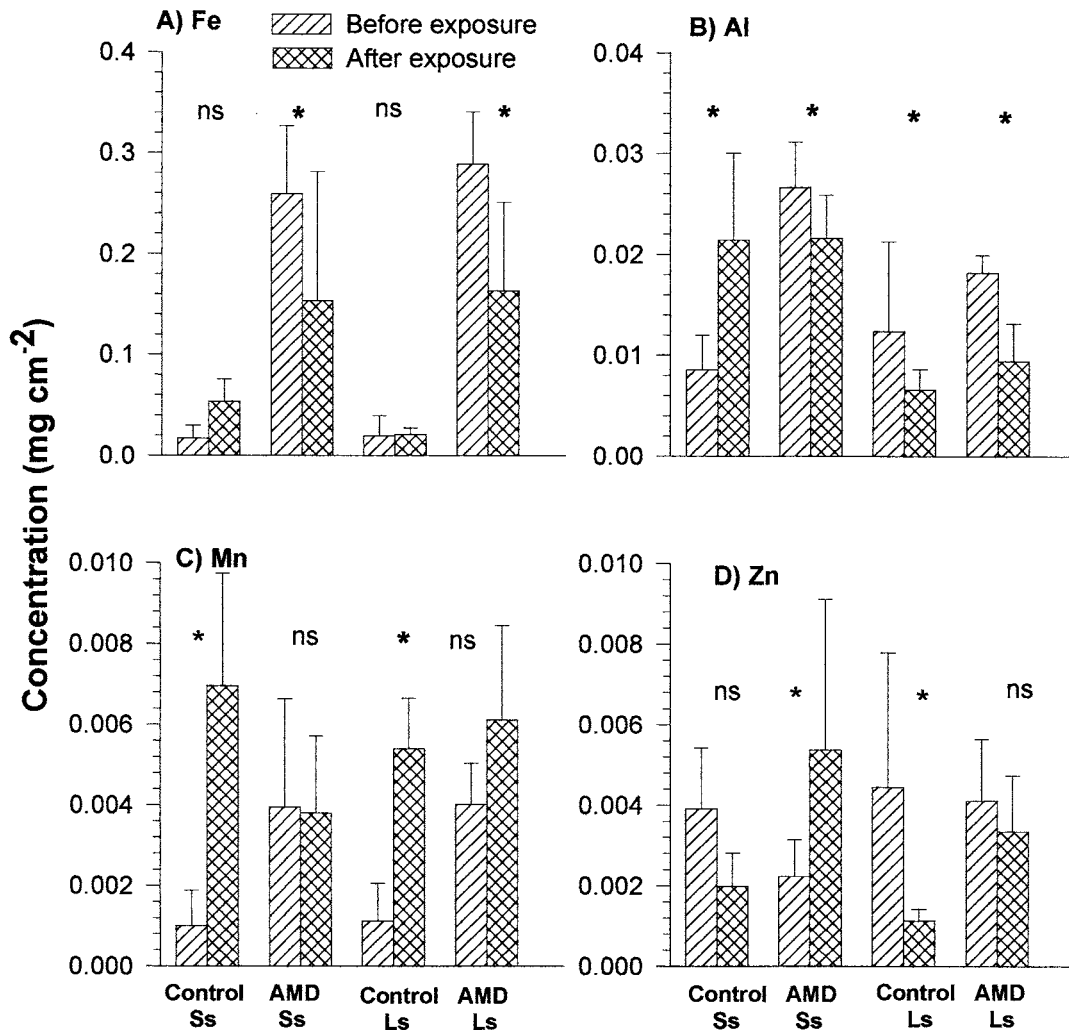 A) Fe
Before exposure
After exposure
0.4
0.3
0.2
0.1
0.0
ns
*
ns
*
B) Al
0.04
0.03
0.02
0.01
0.00
*
*
*
*
Concentration (mg cm-2)
C) Mn
0.010
0.008
0.006
0.004
0.002
0.000
*
ns
*
ns
Control
Ss
AMD
Ss
Control
Ls
AMD
Ls
D) Zn
0.010
0.008
0.006
0.004
0.002
0.000
ns
*
*
ns
Control
Ss
AMD
Ss
Control
Ls
AMD
Ls